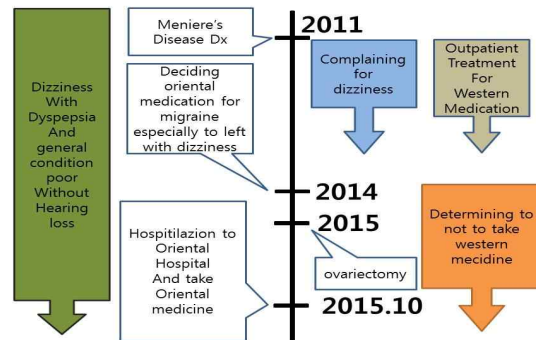 Meniere's
Disease Dx
2011
Dizziness
With
Dyspepsia
And
general
condition
poor
Without
Hearing
loss
Deciding
oriental
medication for
migraine
especially to left
with dizziness
Complaining
for
dizziness
Outpatient
Treatment
For
Western
Medication
2014
2015
Hospitilazion to
Oriental
Hospital
And take
Oriental
medicine
ovariectomy
Determining to
not to take
western
mecidine
2015.10